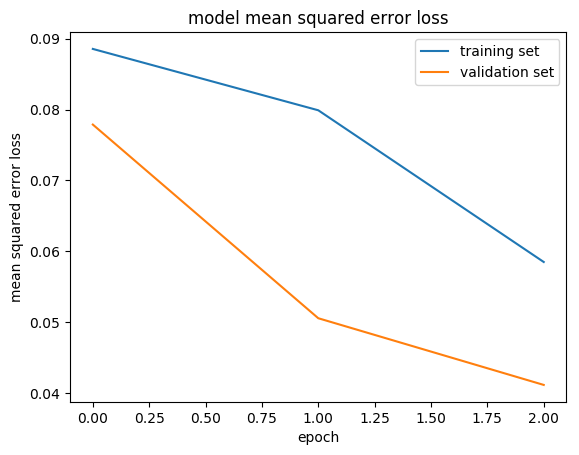 model mean squared error loss
training set
validation set
mean squared error loss
0.09
0.08
0.07
0.06
0.05
0.04
0.00 0.25 0.50 0.75 1.00 1.25 1.50 1.75 2.00
epoch